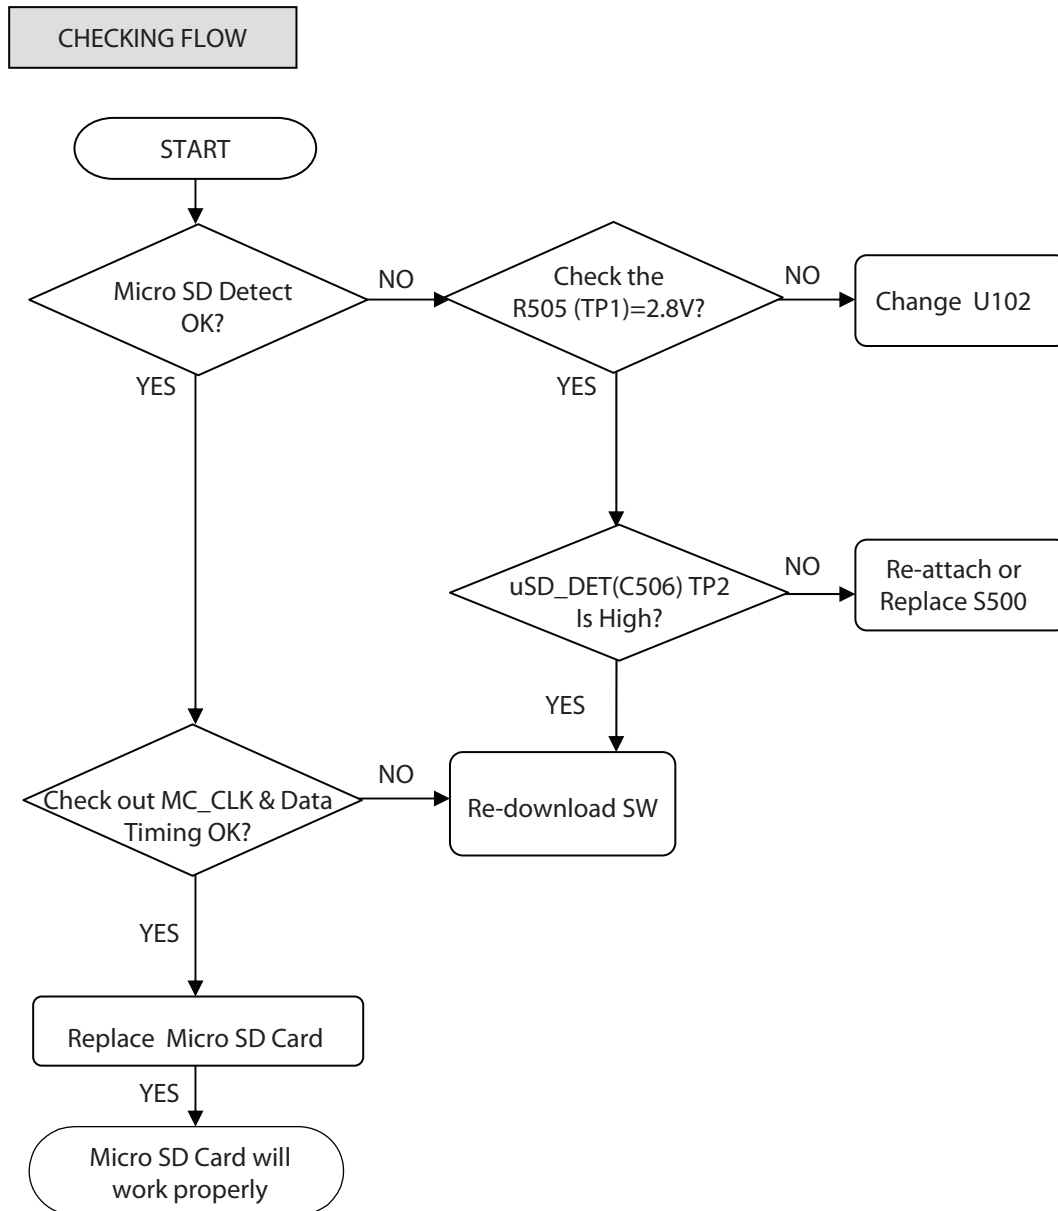 CHECKING FLOW
START
Micro SD Detect
OK?
NO
Check the
R505 (TP1)=2.8V?
NO
Change U102
YES
YES
uSD_DET(C506) TP2
Is High?
NO
Re-attach or
Replace S500
YES
Check out MC_CLK & Data
Timing OK?
NO
Re-download SW
YES
Replace Micro SD Card
YES
Micro SD Card will
work properly